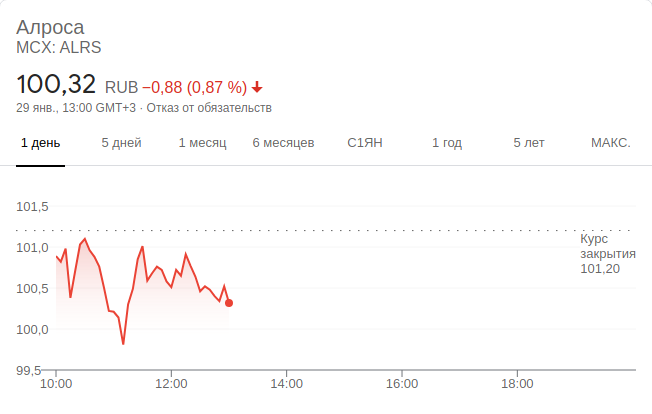 Алроса
MCX: ALRS
100,32 RUB −0,88 (0,87 %)
29 янв., 13:00 GMT+3 · Отказ от обязательств
1 день 5 дней 1 месяц 6 месяцев С1ЯН 1 год 5 лет МАКС.
101,5
Курс
101,0
закрытия
101,20
100,5
100,0
99,5
10:00 12:00 14:00 16:00 18:00